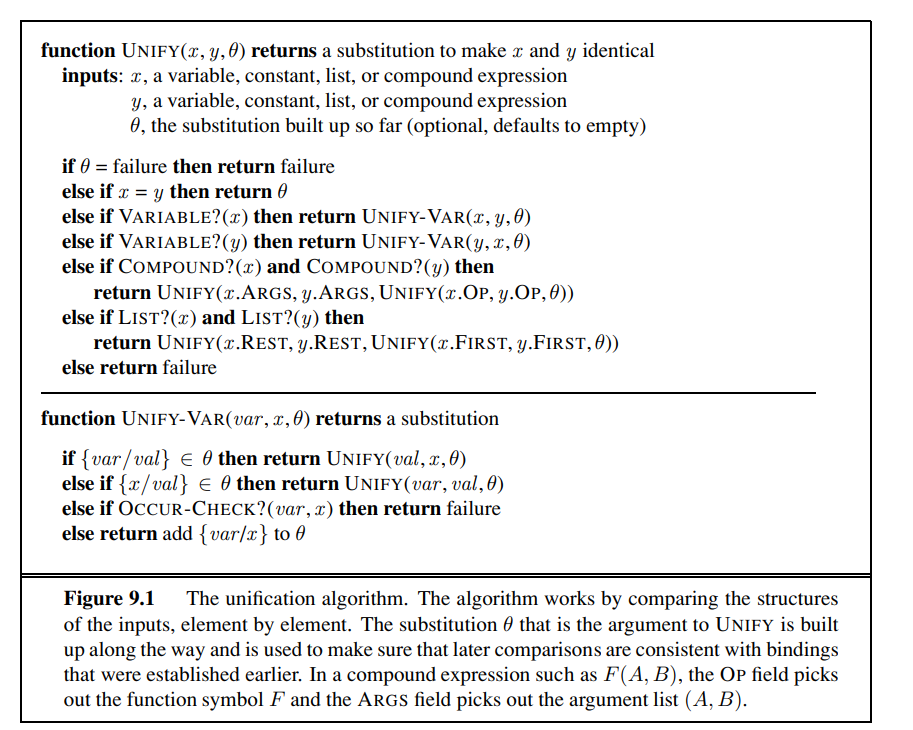 function UNIFY(x, y, θ) returns a substitution to make x and y identical
inputs: x, a variable, constant, list, or compound expression
y, a variable, constant, list, or compound expression
θ, the substitution built up so far (optional, defaults to empty)
if θ = failure then return failure
else if x = y then return θ
else if VARIABLE?(x) then return UNIFY-VAR(x, y, θ)
else if VARIABLE?(y) then return UNIFY-VAR(y, x, θ)
else if COMPOUND?(x) and COMPOUND?(y) then
return UNIFY(x.ARGS, y.ARGS, UNIFY(x.OP, y.OP, θ))
else if LIST?(x) and LIST?(y) then
return UNIFY(x.REST, y.REST, UNIFY(x.FIRST, y.FIRST, θ))
else return failure
function UNIFY-VAR(var, x, θ) returns a substitution
if {var/val} ∈ θ then return UNIFY(val, x, θ)
else if {x/val} ∈ θ then return UNIFY(var, val, θ)
else if OCCUR-CHECK?(var, x) then return failure
else return add {var/x} to θ
Figure 9.1 The unification algorithm. The algorithm works by comparing the structures
of the inputs, element by element. The substitution θ that is the argument to UNIFY is built
up along the way and is used to make sure that later comparisons are consistent with bindings
that were established earlier. In a compound expression such as F(A, B), the OP field picks
out the function symbol F and the ARGS field picks out the argument list (A, B).